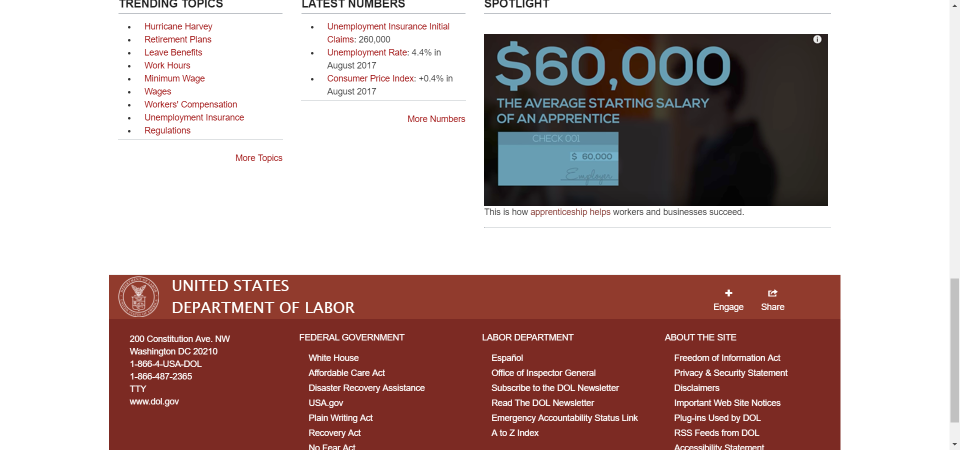 TRENDING TOPICS
Hurricane Harvey
Retirement Plans
Leave Benefits
Work Hours
Minimum Wage
Wages
Workers' Compensation
Unemployment Insurance
Regulations
More Topics
LATEST NUMBERS
Unemployment Insurance Initial
Claims: 260,000
Unemployment Rate: 4.4% in
August 2017
Consumer Price Index: +0.4% in
August 2017
More Numbers
SPOTLIGHT
$60,000
THE AVERAGE STARTING SALARY
OF AN APPRENTICE
CHECK 001
$ 60,000
Employer
This is how apprenticeship helps workers and businesses succeed.
UNITED STATES
DEPARTMENT OF LABOR
Engage
Share
200 Constitution Ave. NW
Washington DC 20210
1-866-4-USA-DOL
1-866-487-2365
TTY
www.dol.gov
FEDERAL GOVERNMENT
White House
Affordable Care Act
Disaster Recovery Assistance
USA.gov
Plain Writing Act
Recovery Act
No Fear Act
LABOR DEPARTMENT
Español
Office of Inspector General
Subscribe to the DOL Newsletter
Read The DOL Newsletter
Emergency Accountability Status Link
A to Z Index
ABOUT THE SITE
Freedom of Information Act
Privacy & Security Statement
Disclaimers
Important Web Site Notices
Plug-ins Used by DOL
RSS Feeds from DOL
Accessibility Statement